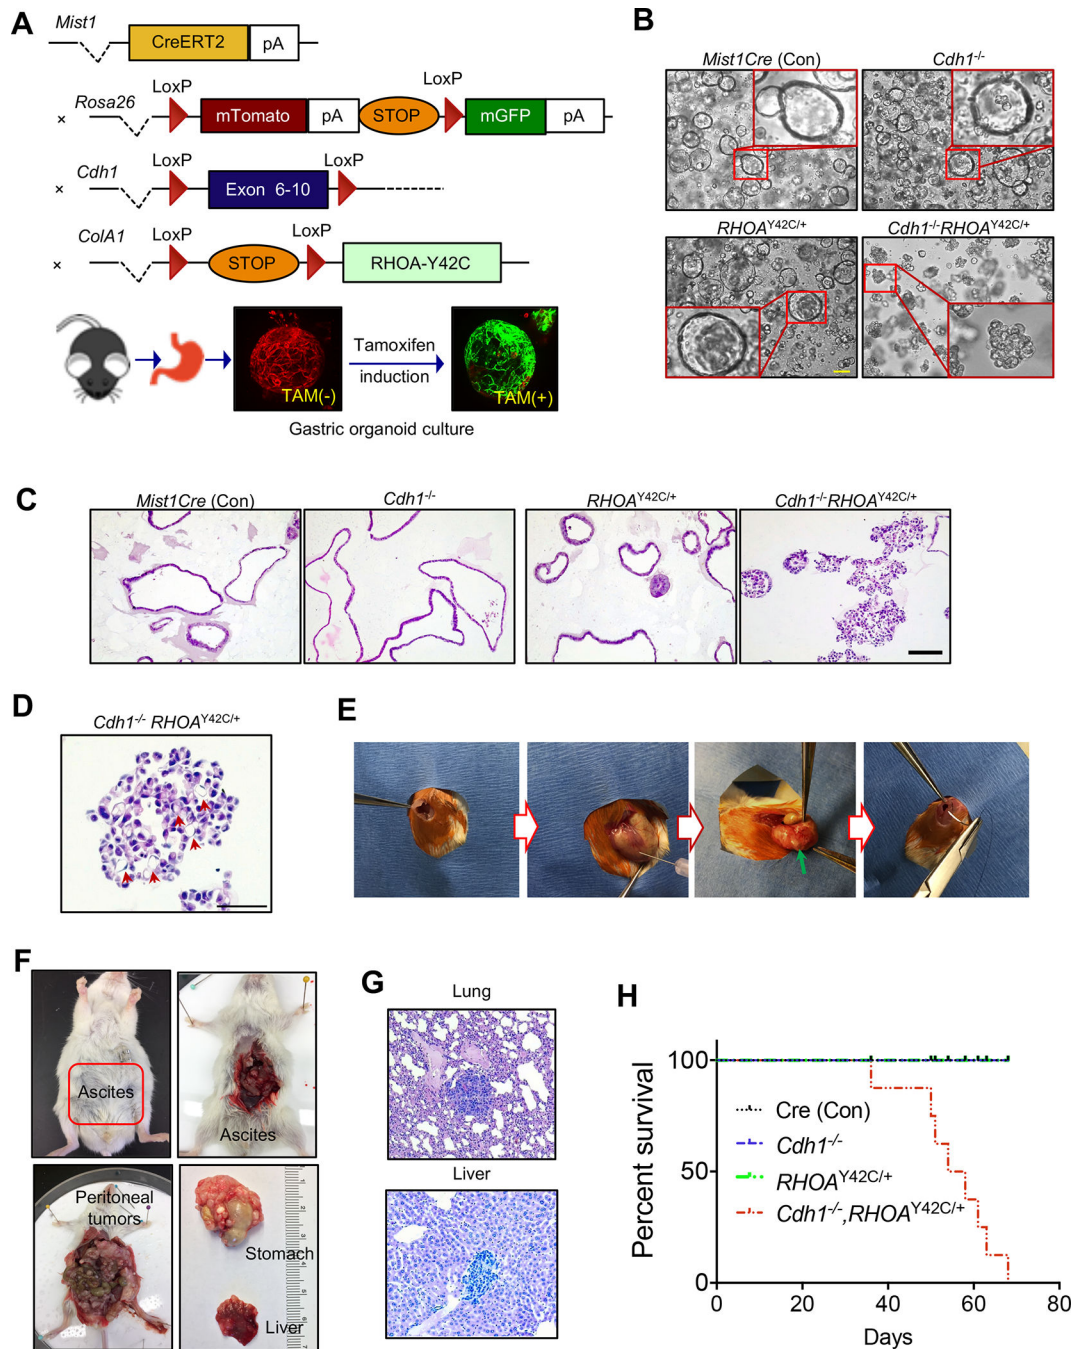 A
Mist1
CreERT2
pA
LoxP
LoxP
× Rosa26
mTomato
pA
STOP
mGFP
pA
LoxP
LoxP
× Cdh1
Exon 6-10
LoxP
LoxP
× ColA1
STOP
RHOA-Y42C
TAM(-)
Tamoxifen
induction
TAM(+)
Gastric organoid culture
B
Mist1Cre (Con)
Cdh1-/-
RHOAY42C/+
Cdh1-/-RHOAY42C/+
C
Mist1Cre (Con)
Cdh1-/-
RHOAY42C/+
Cdh1-/-RHOAY42C/+
D
Cdh1-/- RHOAY42C/+
E
F
Ascites
Ascites
Peritoneal
tumors
Stomach
Liver
G
Lung
Liver
H
Percent survival
100
50
0
Cre (Con)
Cdh1-/-
RHOAY42C/+
Cdh1-/-,RHOAY42C/+
0 20 40 60 80
Days